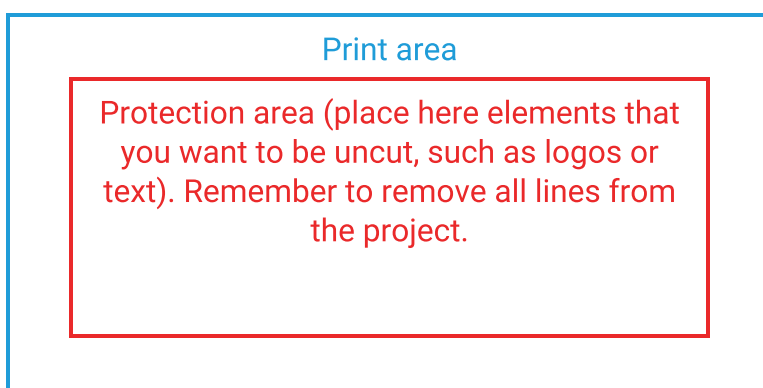 Print area
Protection area (place here elements that
you want to be uncut, such as logos or
text). Remember to remove all lines from
the project.